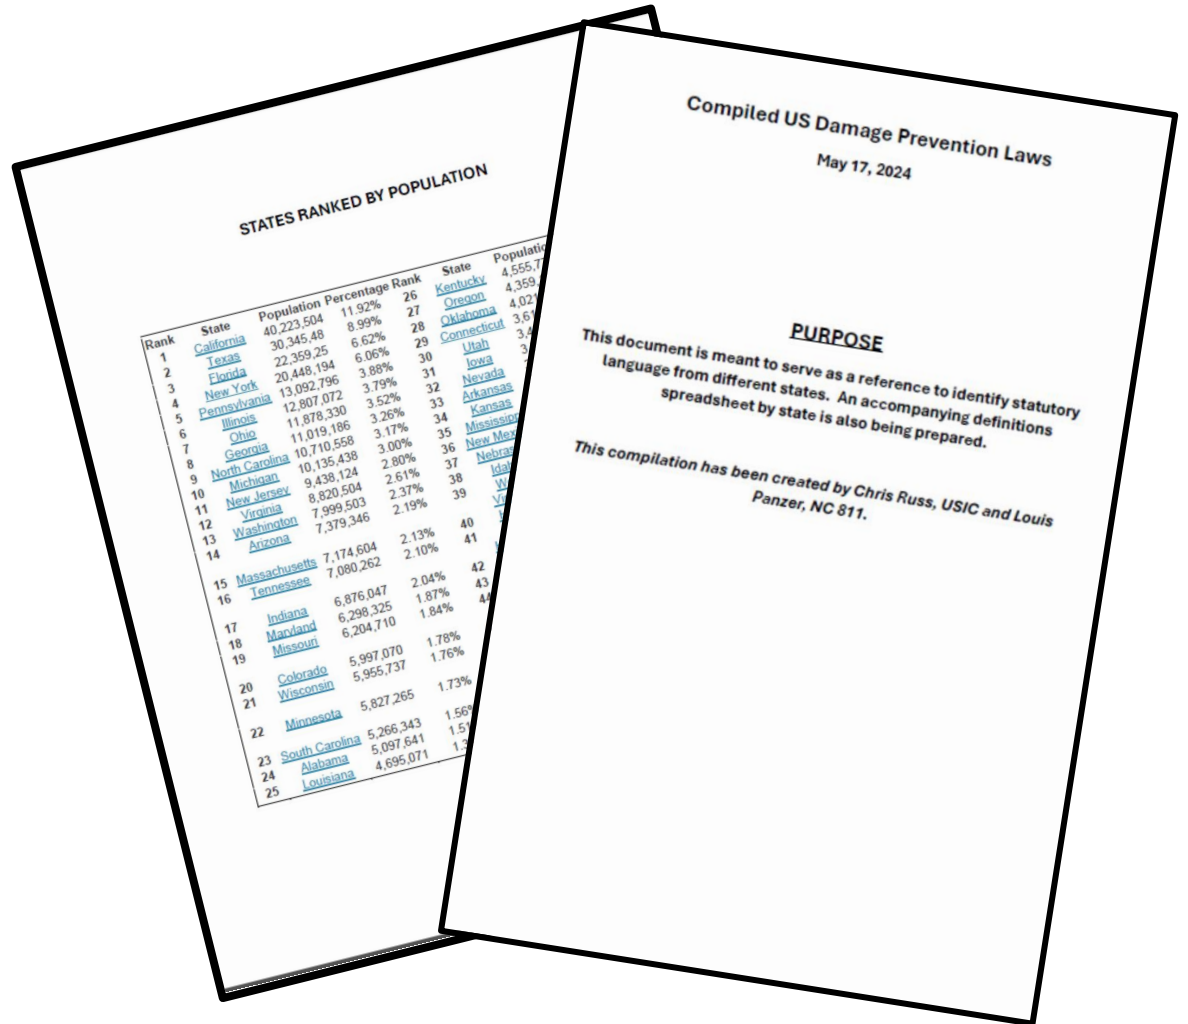 STATES RANKED BY POPULATION
Rank State Population Percentage Rank State
1 California 40,223,504 11.92% 26 Kentucky
2 Texas 30,345,48 8.99% 27 Oregon
3 Florida 22,359,25 6.62% 28 Oklahoma
4 New York 20,448,194 6.06% 29 Connecticut
5 Pennsylvania 13,092,796 3.88% 30 Utah
6 Illinois 12,807,072 3.79% 31 Iowa
7 Ohio 11,878,330 3.52% 32 Nevada
8 Georgia 11,019,186 3.26% 33 Arkansas
9 North Carolina 10,710,558 3.17% 34 Kansas
10 Michigan 10,135,438 3.00% 35
11 New Jersey 9,438,124 2.80% 36
12 Virginia 8,820,504 2.61% 37
13 Washington 7,999,503 2.37% 38
14 Arizona 7,379,346 2.19% 39
15 Massachusetts 7,174,604 2.13% 40
16 Tennessee 7,080,262 2.10% 41
17 Indiana 6,876,047 2.04% 42
18 Maryland 6,298,325 1.87% 43
19 Missouri 6,204,710 1.84%
20 Colorado 5,997,070 1.78%
21 Wisconsin 5,955,737 1.76%
22 Minnesota 5,827,265 1.73%
23 South Carolina 5,266,343
24 Alabama 5,097,641
25 Louisiana 4,695,071
Compiled US Damage Prevention Laws
May 17, 2024
PURPOSE
This document is meant to serve as a reference to identify statutory
language from different states. An accompanying definitions
spreadsheet by state is also being prepared.
This compilation has been created by Chris Russ, USIC and Louis
Panzer, NC 811.